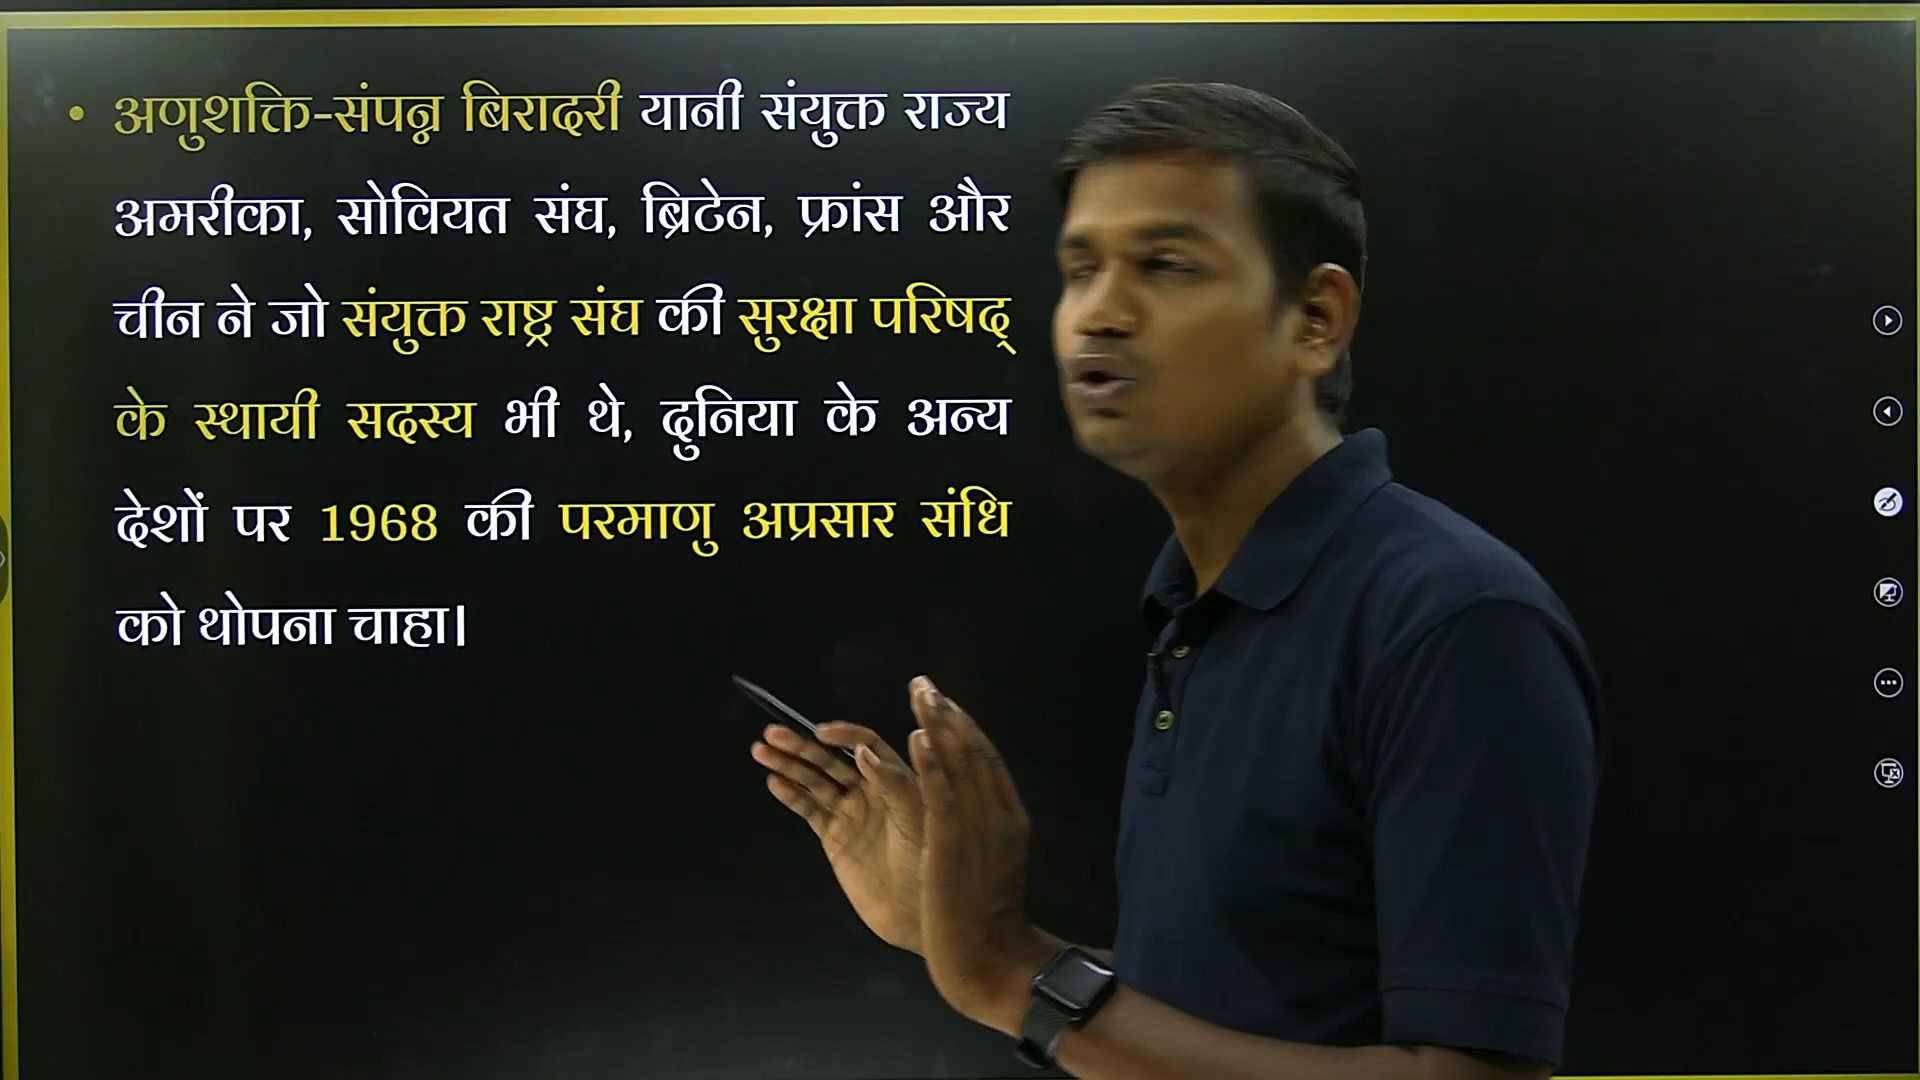 • अणुशक्ति-संपन्न बिरादरी यानी संयुक्त राज्य
अमरीका, सोवियत संघ, ब्रिटेन, फ्रांस और
चीन ने जो संयुक्त राष्ट्र संघ की सुरक्षा परिषद्
के स्थायी सदस्य भी थे, दुनिया के अन्य
देशों पर 1968 की परमाणु अप्रसार संधि
को थोपना चाहा।